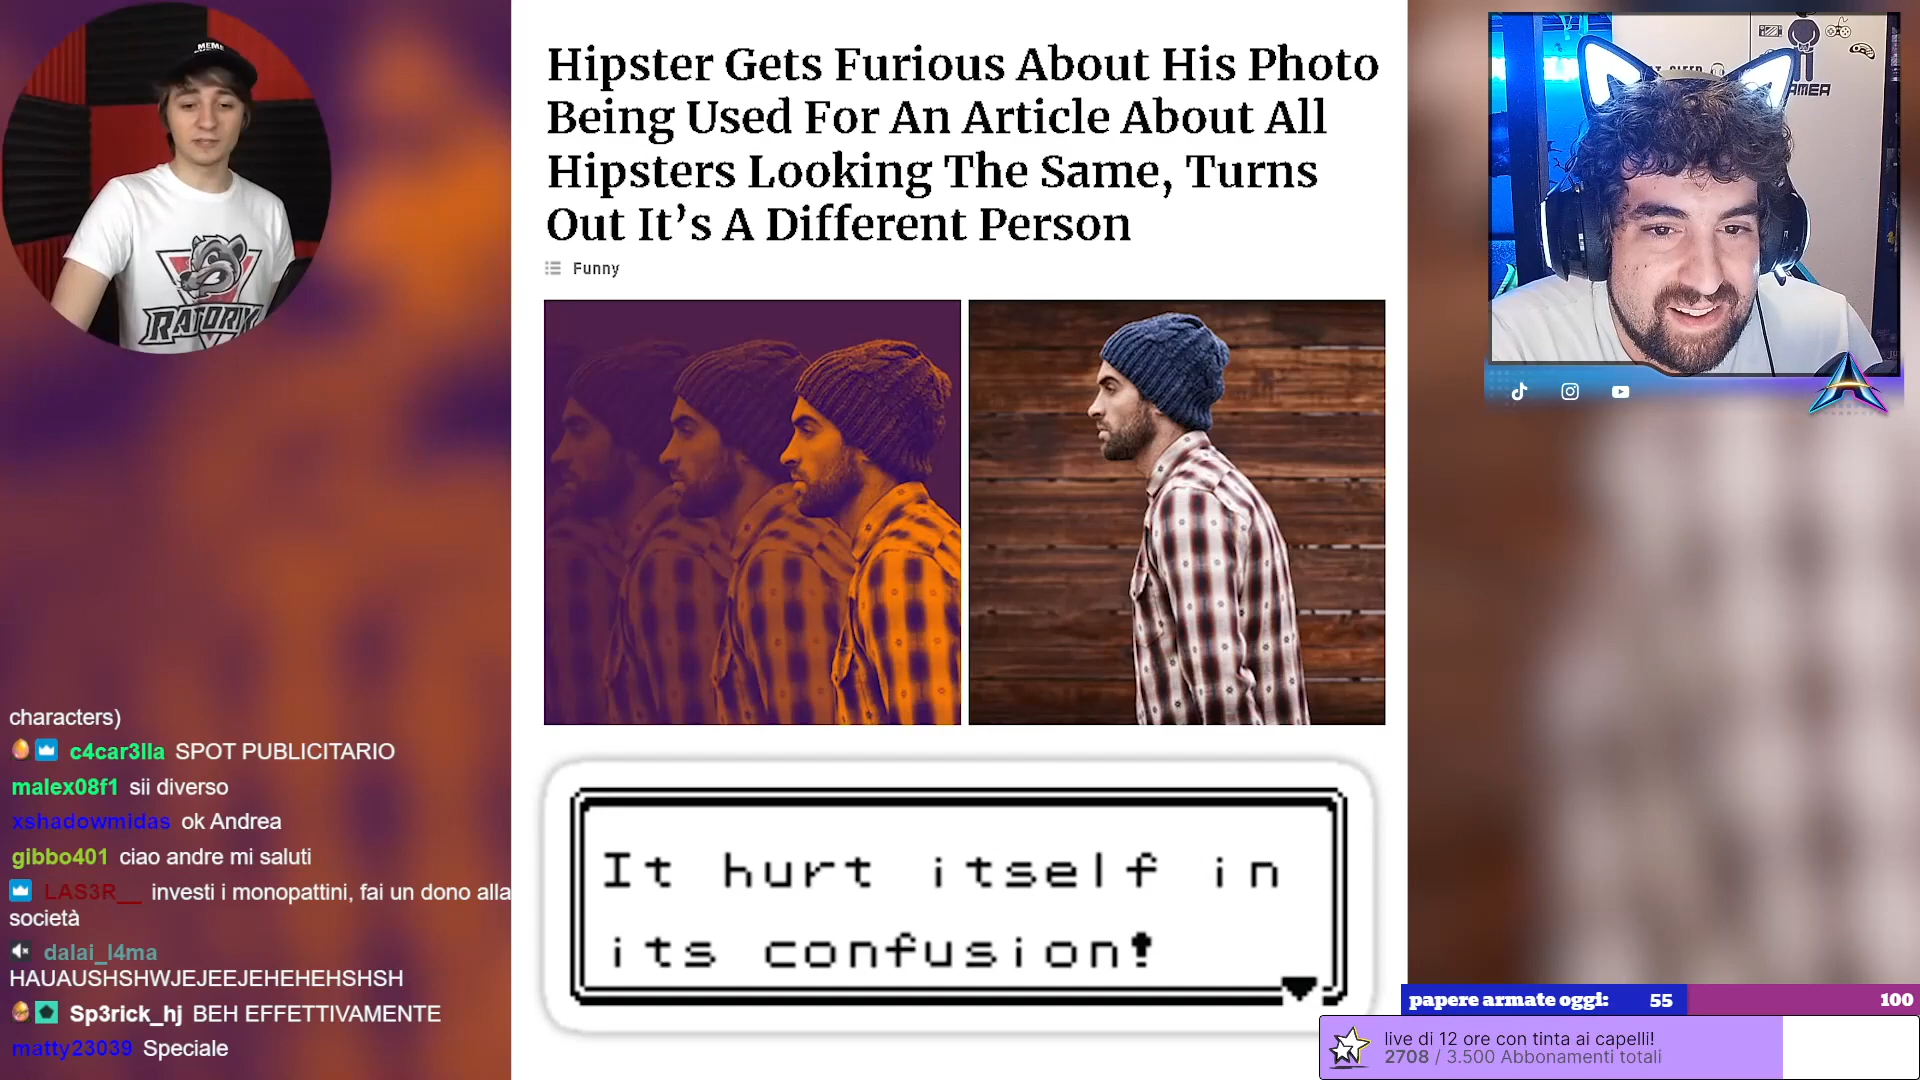 MEME
RATORIX
Hipster Gets Furious About His Photo
Being Used For An Article About All
Hipsters Looking The Same, Turns
Out It’s A Different Person
Funny
It hurt itself in
its confusion!
characters)
c4car3lla SPOT PUBLICITARIO
malex08f1 sii diverso
xshadowmidas ok Andrea
gibbo401 ciao andre mi saluti
LAS3R__ investi i monopattini, fai un dono alla
società
dalai_l4ma
HAUAUSHSHWJEJEEJEHEHEHSHSH
Sp3rick_hj BEH EFFETTIVAMENTE
matty23039 Speciale
papere armate oggi: 55 100
live di 12 ore con tinta ai capelli!
2708 / 3.500 Abbonamenti totali